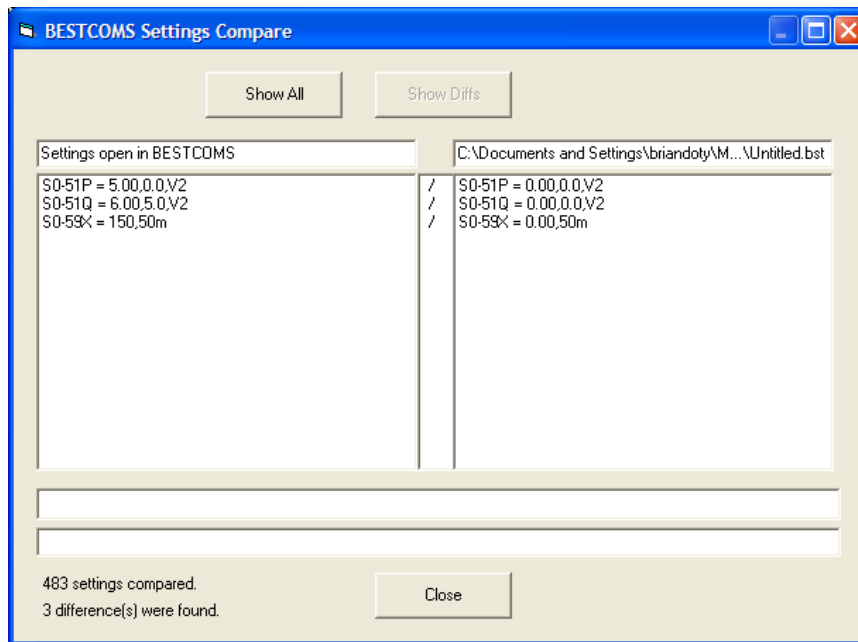 BESTCOMS Settings Compare
Show All
Show Diffs
Settings open in BESTCOMS
C:\Documents and Settings\briandoty\M...\Untitled.bst
S0-51P = 5.00,0.0,V2 / S0-51P = 0.00,0.0,V2
S0-51Q = 6.00,5.0,V2 / S0-51Q = 0.00,0.0,V2
S0-59X = 150,50m / S0-59X = 0.00,50m
483 settings compared.
3 difference(s) were found.
Close